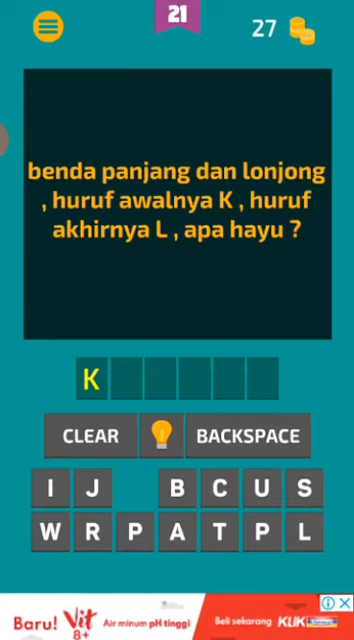 21
27
benda panjang dan lonjong
, huruf awalnya K , huruf
akhirnya L , apa hayu ?
K
CLEAR
BACKSPACE
I J B C U S
W R P A T P L
Baru! Vit 8+
Air minum pH tinggi
Beli sekarang
KLIK